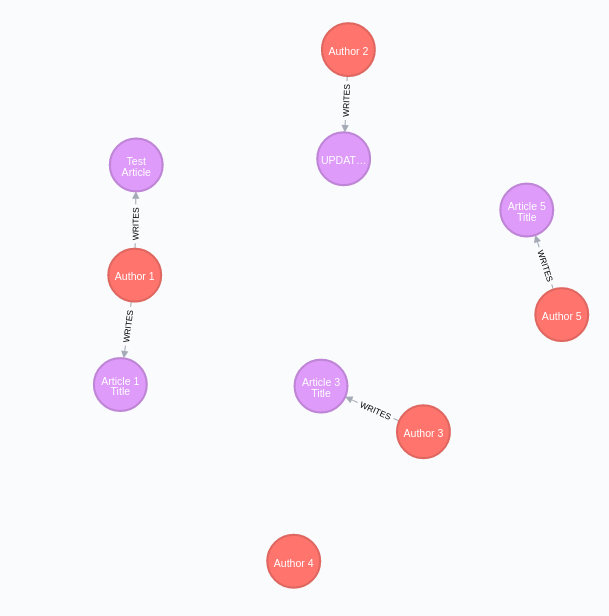 Author 2
WRITES
UPDAT...
Test
Article
WRITES
Author 1
WRITES
Article 1
Title
Article 5
Title
WRITES
Author 5
Article 3
Title
WRITES
Author 3
Author 4